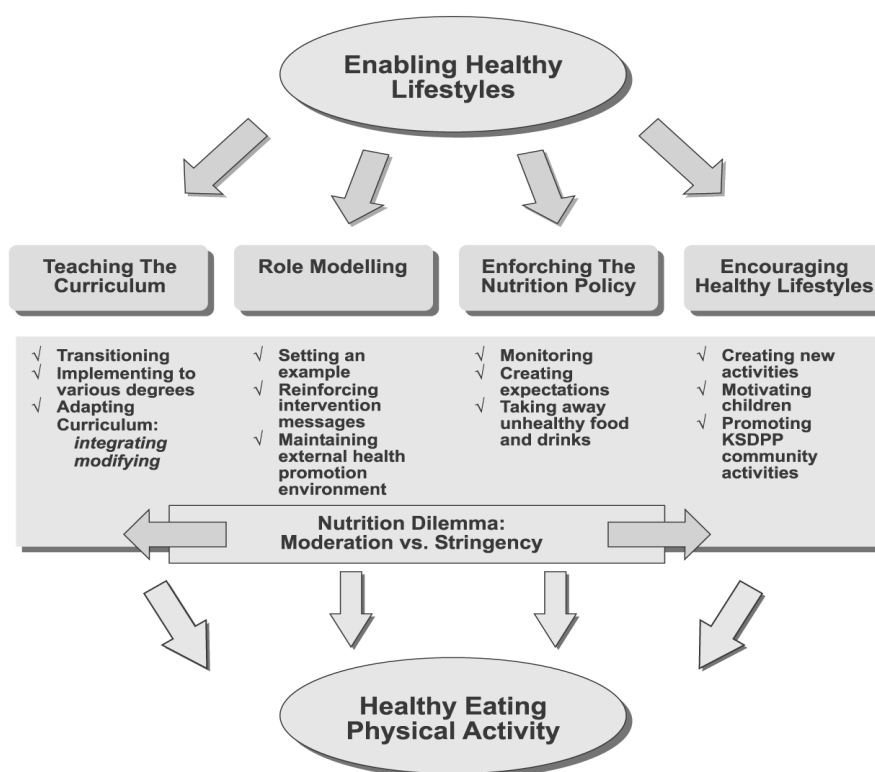 Enabling Healthy
Lifestyles
Teaching The
Curriculum
Role Modelling
Enforching The
Nutrition Policy
Encouraging
Healthy Lifestyles
√ Transitioning
√ Implementing to
various degrees
√ Adapting
Curriculum:
integrating
modifying
√ Setting an
example
√ Reinforcing
intervention
messages
√ Maintaining
external health
promotion
environment
√ Monitoring
√ Creating
expectations
√ Taking away
unhealthy food
and drinks
√ Creating new
activities
√ Motivating
children
√ Promoting
KSDPP
community
activities
Nutrition Dilemma:
Moderation vs. Stringency
Healthy Eating
Physical Activity